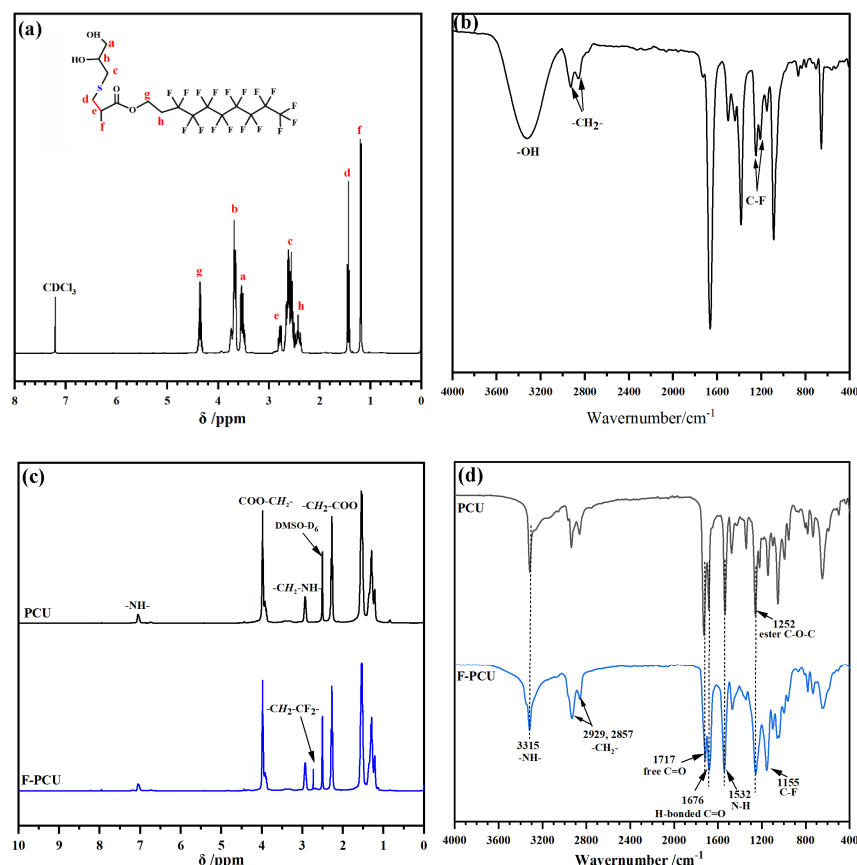 (a)
OH
a
HO
b
c
S
d
e
f
O
O
g
h
F F F F F F F F
F
F F F F F F F F
f
d
b
c
g
a
e
h
CDCl3
8 7 6 5 4 3 2 1 0
δ /ppm
(b)
-CH2-
-OH
C-F
4000 3600 3200 2800 2400 2000 1600 1200 800 400
Wavernumber/cm-1
(c)
COO-CH2-
-CH2-COO
DMSO-D6
-CH2-NH-
-NH-
PCU
-CH2-CF2-
F-PCU
10 9 8 7 6 5 4 3 2 1 0
δ /ppm
(d)
PCU
1252
ester C-O-C
F-PCU
2929, 2857
-CH2-
3315
-NH-
1717
free C=O
1676
H-bonded C=O
1532
N-H
1155
C-F
4000 3600 3200 2800 2400 2000 1600 1200 800 400
Wavernumber /cm-1